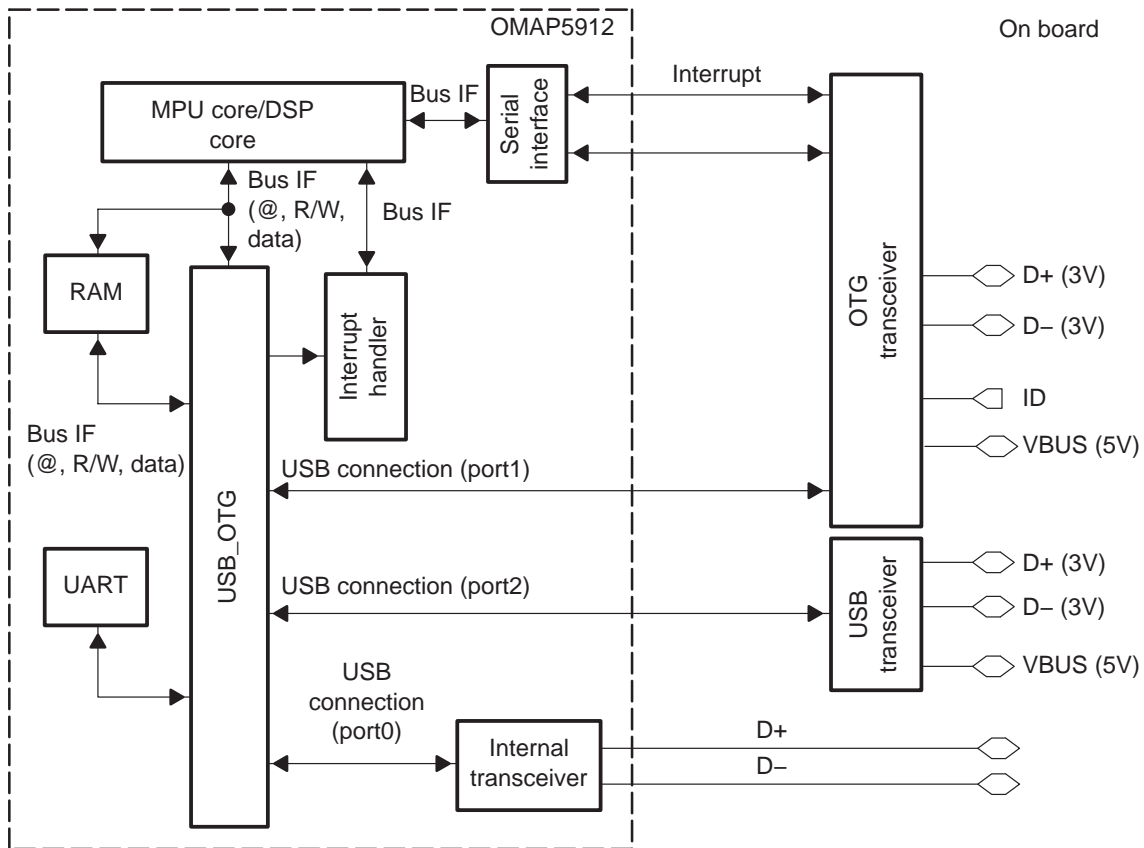 OMAP5912
On board
MPU core/DSP
core
Bus IF
Serial
interface
Interrupt
Bus IF
(@, R/W,
data)
Bus IF
RAM
Interrupt
handler
OTG
transceiver
D+ (3V)
D– (3V)
ID
VBUS (5V)
Bus IF
(@, R/W, data)
USB connection (port1)
USB_OTG
UART
USB connection (port2)
USB
transceiver
D+ (3V)
D– (3V)
VBUS (5V)
USB
connection
(port0)
Internal
transceiver
D+
D–